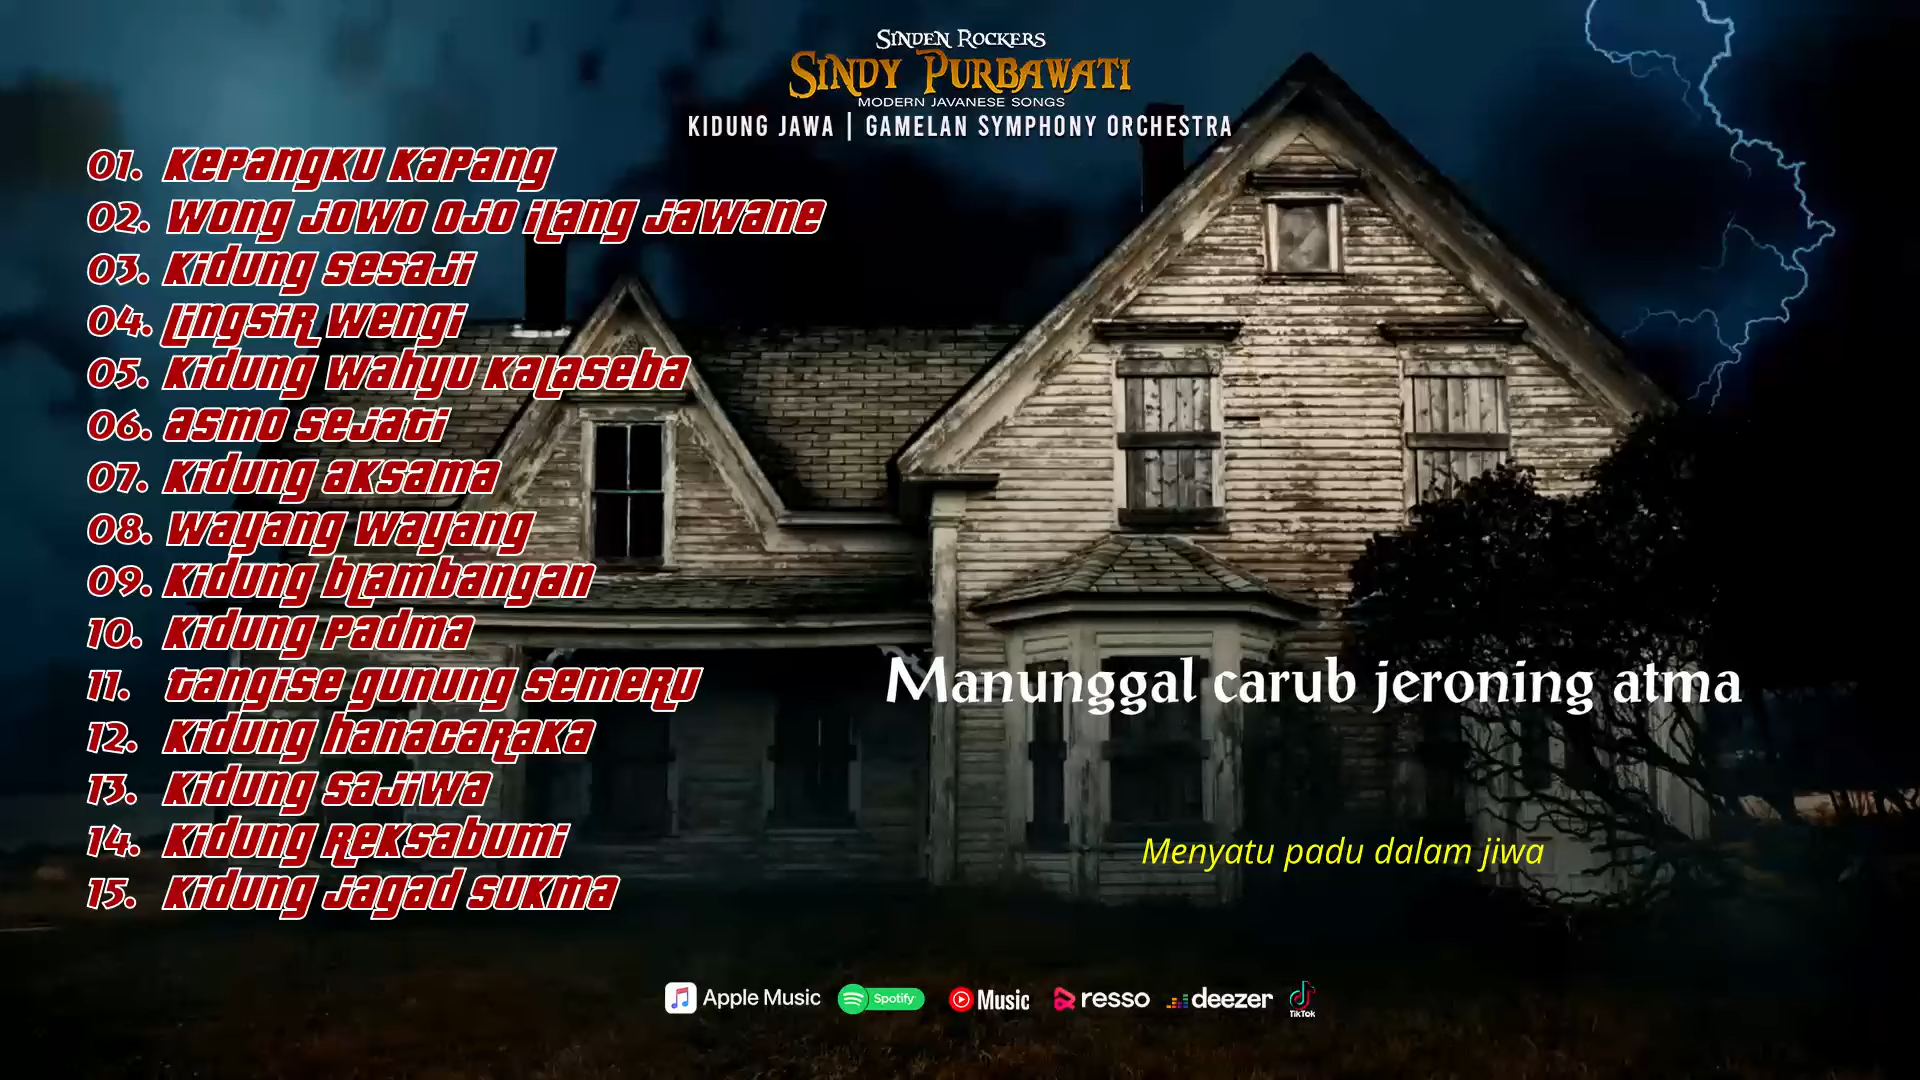 SINDEN ROCKERS
SINDY PURBAWATI
MODERN JAVANESE SONGS
KIDUNG JAWA | GAMELAN SYMPHONY ORCHESTRA
01. Kepangku Kapang
02. Wong Jowo Ojo Ilang Jawane
03. Kidung Sesaji
04. Lingsir Wengi
05. Kidung Wahyu Kalaseba
06. Asmo Sejati
07. Kidung Aksama
08. Wayang Wayang
09. Kidung Blambangan
10. Kidung Padma
11. Tangise Gunung Semeru
12. Kidung Hanacaraka
13. Kidung Sajiwa
14. Kidung Reksabumi
15. Kidung Jagad Sukma
Manunggal carub jeroning atma
Menyatu padu dalam jiwa
Apple Music Spotify Music resso deezer TikTok